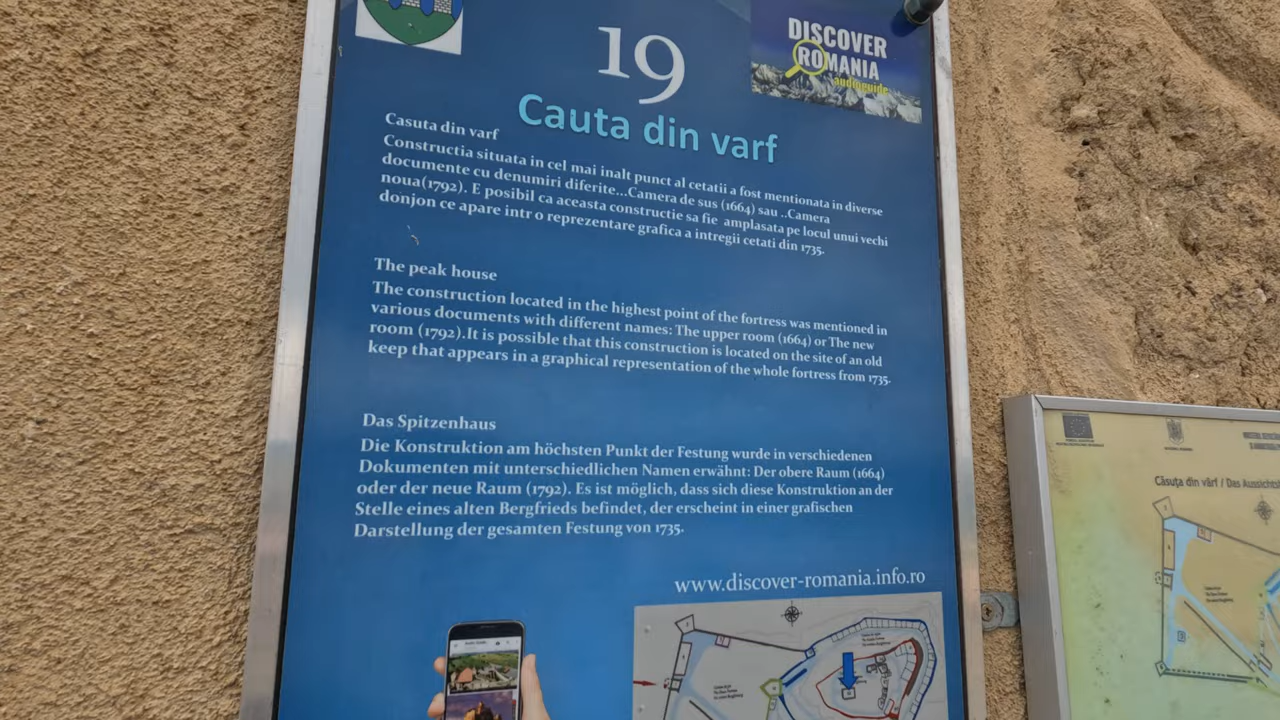 19
DISCOVER
ROMANIA
audioguide
Cauta din varf
Casuta din varf
Constructia situata in cel mai inalt punct al cetatii a fost mentionata in diverse
documente cu denumiri diferite...Camera de sus (1664) sau ..Camera
noua(1792). E posibil ca aceasta constructie sa fie amplasata pe locul unui vechi
donjon ce apare intr o reprezentare grafica a intregii cetati din 1735.
The peak house
The construction located in the highest point of the fortress was mentioned in
various documents with different names: The upper room (1664) or The new
room (1792).It is possible that this construction is located on the site of an old
keep that appears in a graphical representation of the whole fortress from 1735.
Das Spitzenhaus
Die Konstruktion am höchsten Punkt der Festung wurde in verschiedenen
Dokumenten mit unterschiedlichen Namen erwähnt: Der obere Raum (1664)
oder der neue Raum (1792). Es ist möglich, dass sich diese Konstruktion an der
Stelle eines alten Bergfrieds befindet, der erscheint in einer grafischen
Darstellung der gesamten Festung von 1735.
www.discover-romania.info.ro
Căsuța din vârf / Das